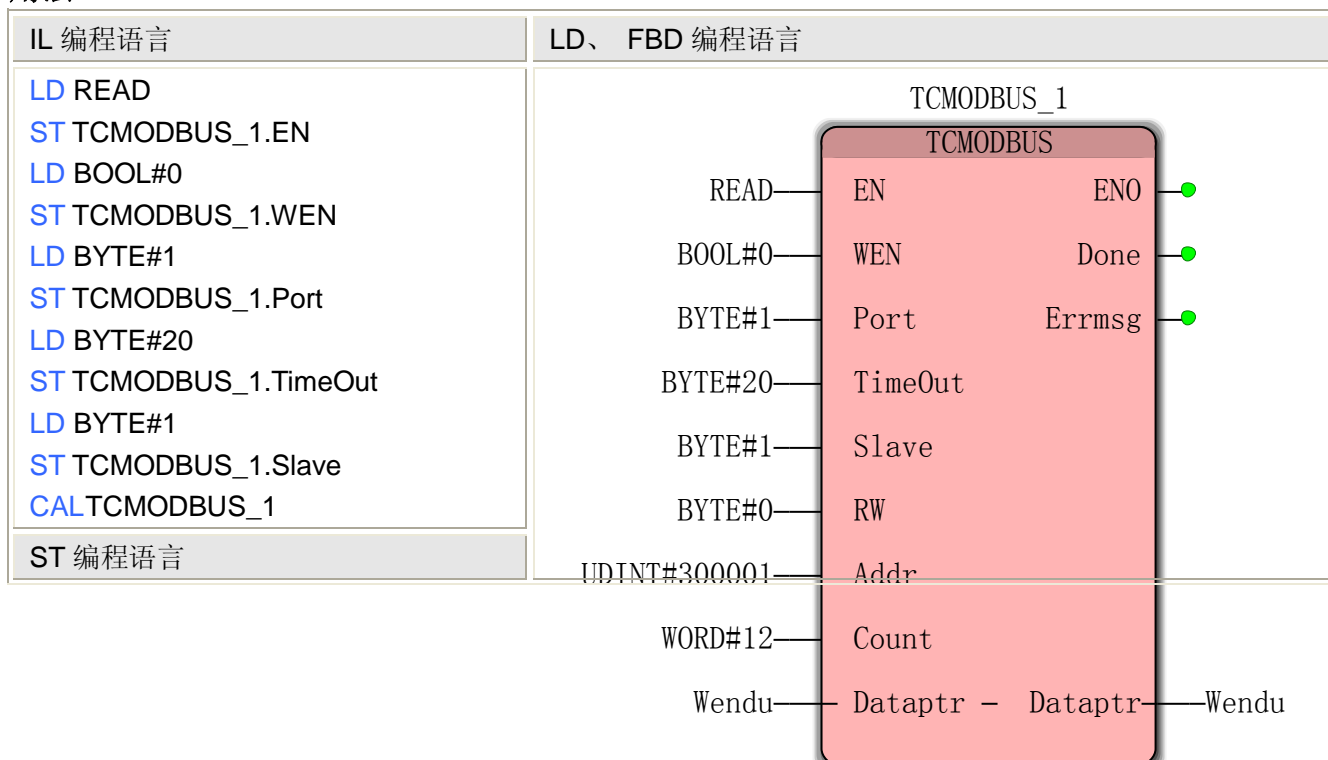 IL 编程语言
LD、 FBD 编程语言
LD READ
ST TCMODBUS_1.EN
LD BOOL#0
ST TCMODBUS_1.WEN
LD BYTE#1
ST TCMODBUS_1.Port
LD BYTE#20
ST TCMODBUS_1.TimeOut
LD BYTE#1
ST TCMODBUS_1.Slave
CALTCMODBUS_1
ST 编程语言
TCMODBUS_1
TCMODBUS
READ EN ENO
BOOL#0 WEN Done
BYTE#1 Port Errmsg
BYTE#20 TimeOut
BYTE#1 Slave
BYTE#0 RW
UDINT#300001 Addr
WORD#12 Count
Wendu Dataptr — Dataptr Wendu